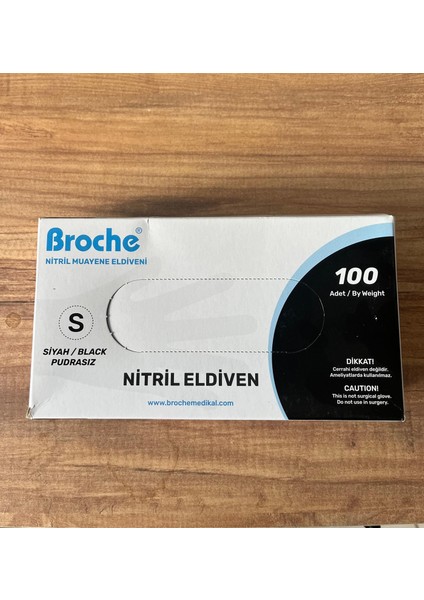 Broche®
NİTRİL MUAYENE ELDİVENİ
S
SİYAH / BLACK
PUDRASIZ
NİTRİL ELDİVEN
www.brochemedikal.com
100
Adet / By Weight
DİKKAT!
Cerrahi eldiven değildir.
Ameliyatlarda kullanılmaz.
CAUTION!
This is not surgical glove.
Do not use in surgery.